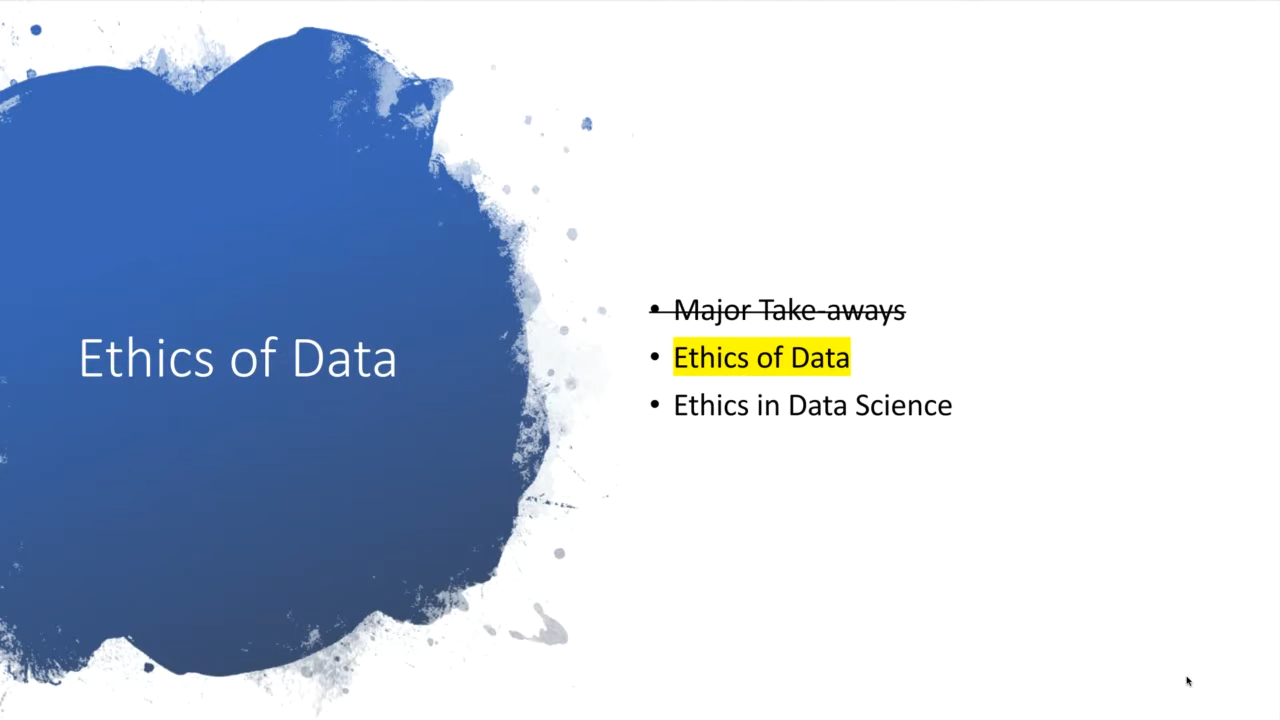 Ethics of Data
• Major Take-aways
• Ethics of Data
• Ethics in Data Science